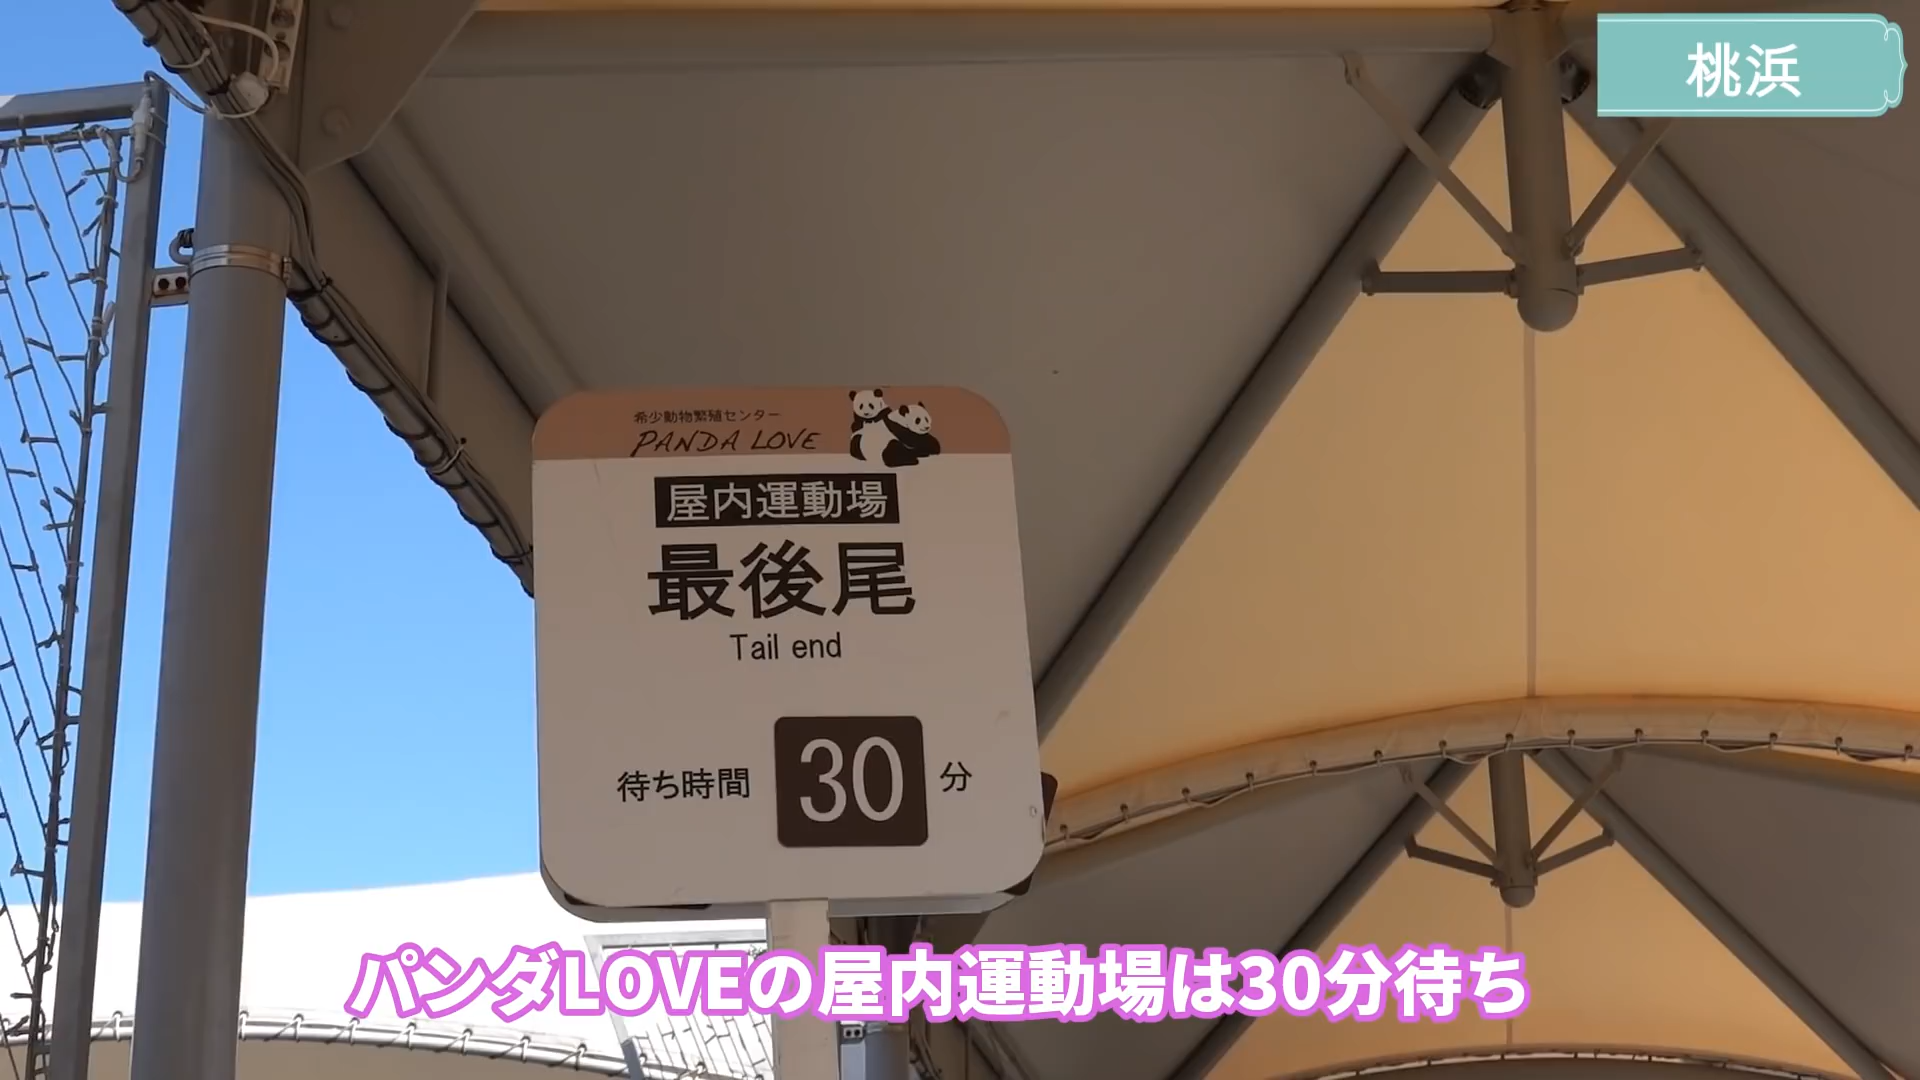 桃浜
希少動物繁殖センター
PANDA LOVE
屋内運動場
最後尾
Tail end
待ち時間 30 分
パンダLOVEの屋内運動場は30分待ち